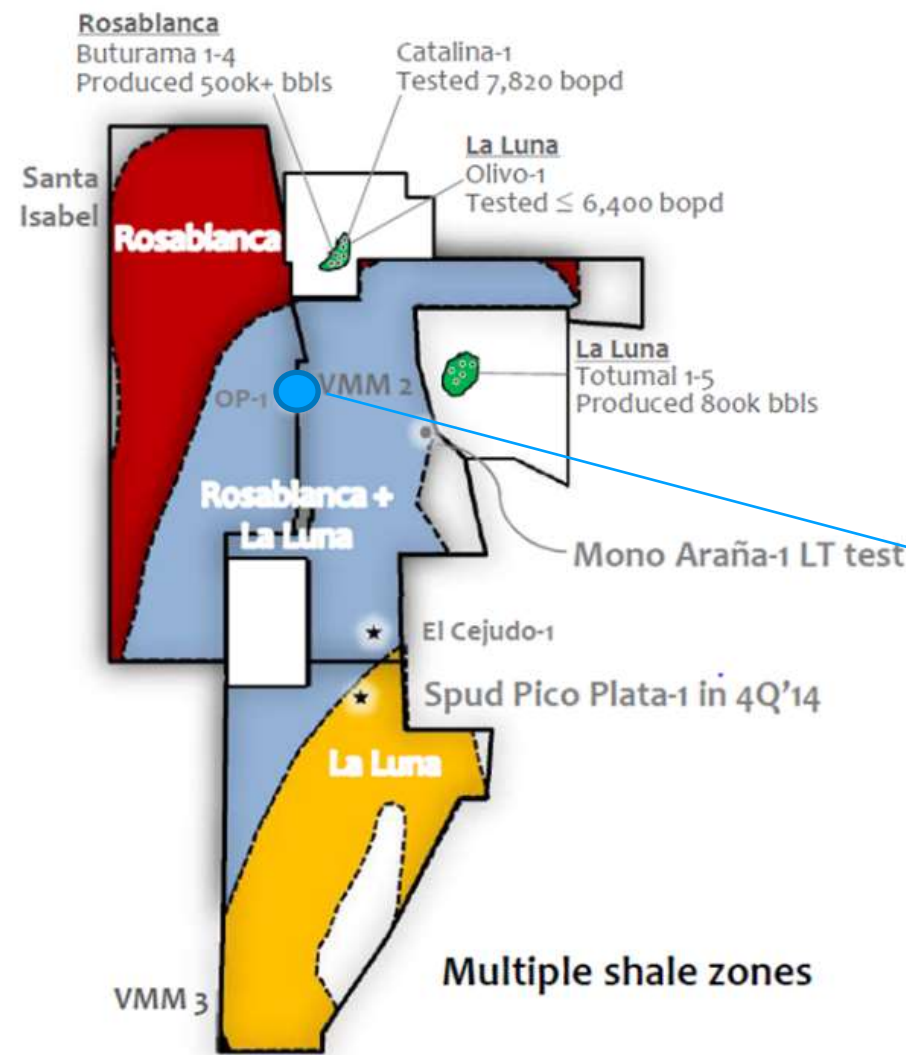 Rosablanca
Buturama 1-4
Produced 500k+ bbls
Catalina-1
Tested 7,820 bopd
La Luna
Olivo-1
Tested ≤ 6,400 bopd
Santa
Isabel
Rosablanca
La Luna
Totumal 1-5
Produced 800k bbls
OP-1
VMM 2
Rosablanca +
La Luna
Mono Araña-1 LT test
El Cejudo-1
Spud Pico Plata-1 in 4Q'14
La Luna
Multiple shale zones
VMM 3